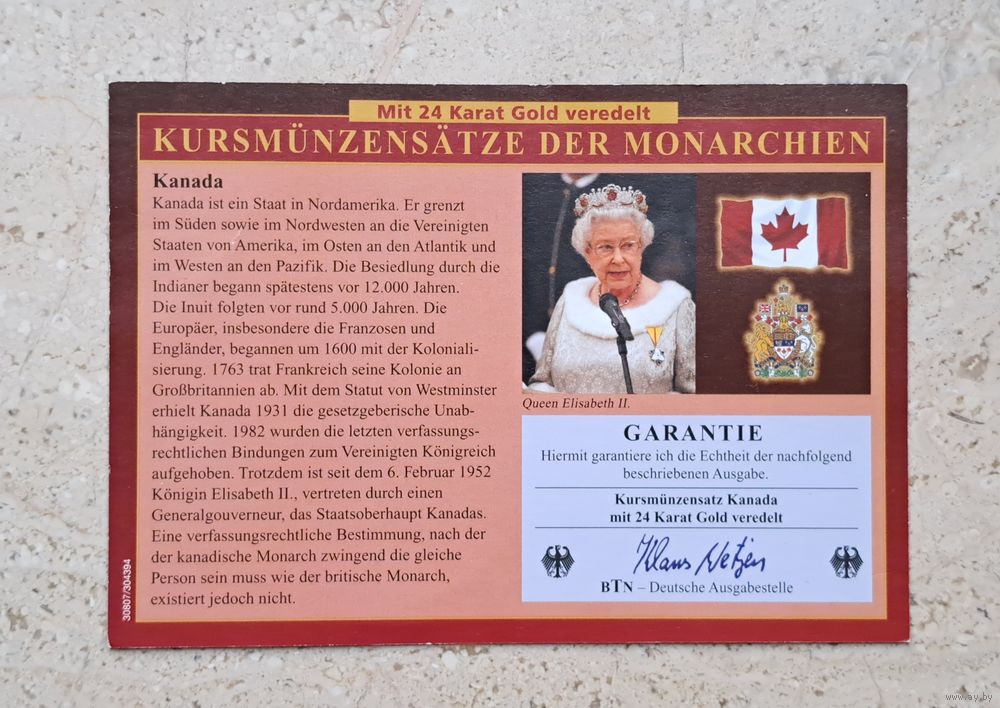 Mit 24 Karat Gold veredelt
KURSMÜNZENSÄTZE DER MONARCHIEN
Kanada
Kanada ist ein Staat in Nordamerika. Er grenzt
im Süden sowie im Nordwesten an die Vereinigten
Staaten von Amerika, im Osten an den Atlantik und
im Westen an den Pazifik. Die Besiedlung durch die
Indianer begann spätestens vor 12.000 Jahren.
Die Inuit folgten vor rund 5.000 Jahren. Die
Europäer, insbesondere die Franzosen und
Engländer, begannen um 1600 mit der Koloniali-
sierung. 1763 trat Frankreich seine Kolonie an
Großbritannien ab. Mit dem Statut von Westminster
erhielt Kanada 1931 die gesetzgeberische Unab-
hängigkeit. 1982 wurden die letzten verfassungs-
rechtlichen Bindungen zum Vereinigten Königreich
aufgehoben. Trotzdem ist seit dem 6. Februar 1952
Königin Elisabeth II., vertreten durch einen
Generalgouverneur, das Staatsoberhaupt Kanadas.
Eine verfassungsrechtliche Bestimmung, nach der
der kanadische Monarch zwingend die gleiche
Person sein muss wie der britische Monarch,
existiert jedoch nicht.
30807/304394
Queen Elisabeth II.
GARANTIE
Hiermit garantiere ich die Echtheit der nachfolgend
beschriebenen Ausgabe.
Kursmünzensatz Kanada
mit 24 Karat Gold veredelt
Klaus Netzen
BTN – Deutsche Ausgabestelle
www.ay.by